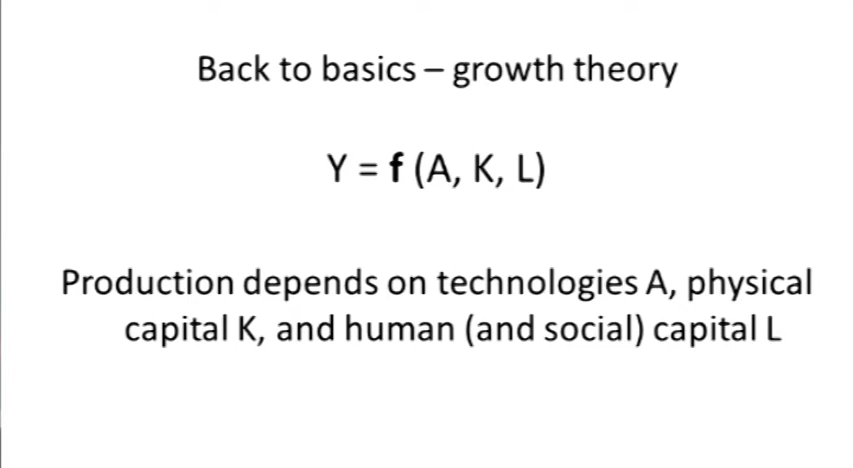 Back to basics – growth theory
Y = f (A, K, L)
Production depends on technologies A, physical
capital K, and human (and social) capital L